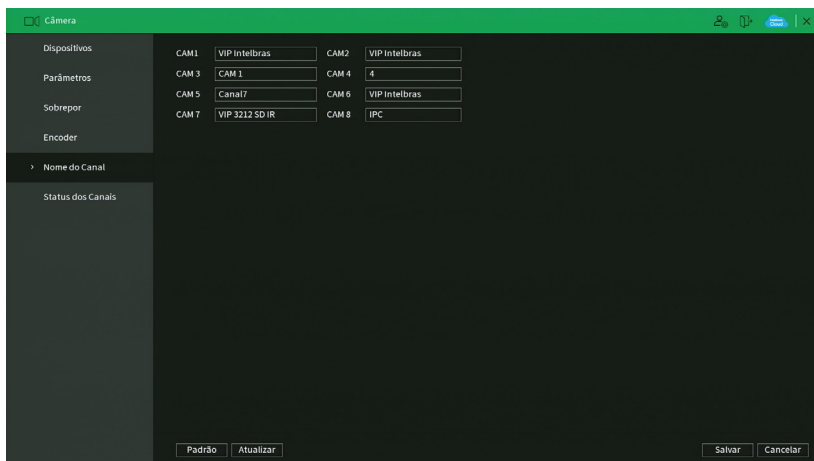 Câmera
Cloud
Dispositivos
Parâmetros
Sobrepor
Encoder
> Nome do Canal
Status dos Canais
CAM1 VIP Intelbras CAM2 VIP Intelbras
CAM 3 CAM 1 CAM 4 4
CAM 5 Canal7 CAM 6 VIP Intelbras
CAM 7 VIP 3212 SD IR CAM 8 IPC
Padrão Atualizar Salvar Cancelar